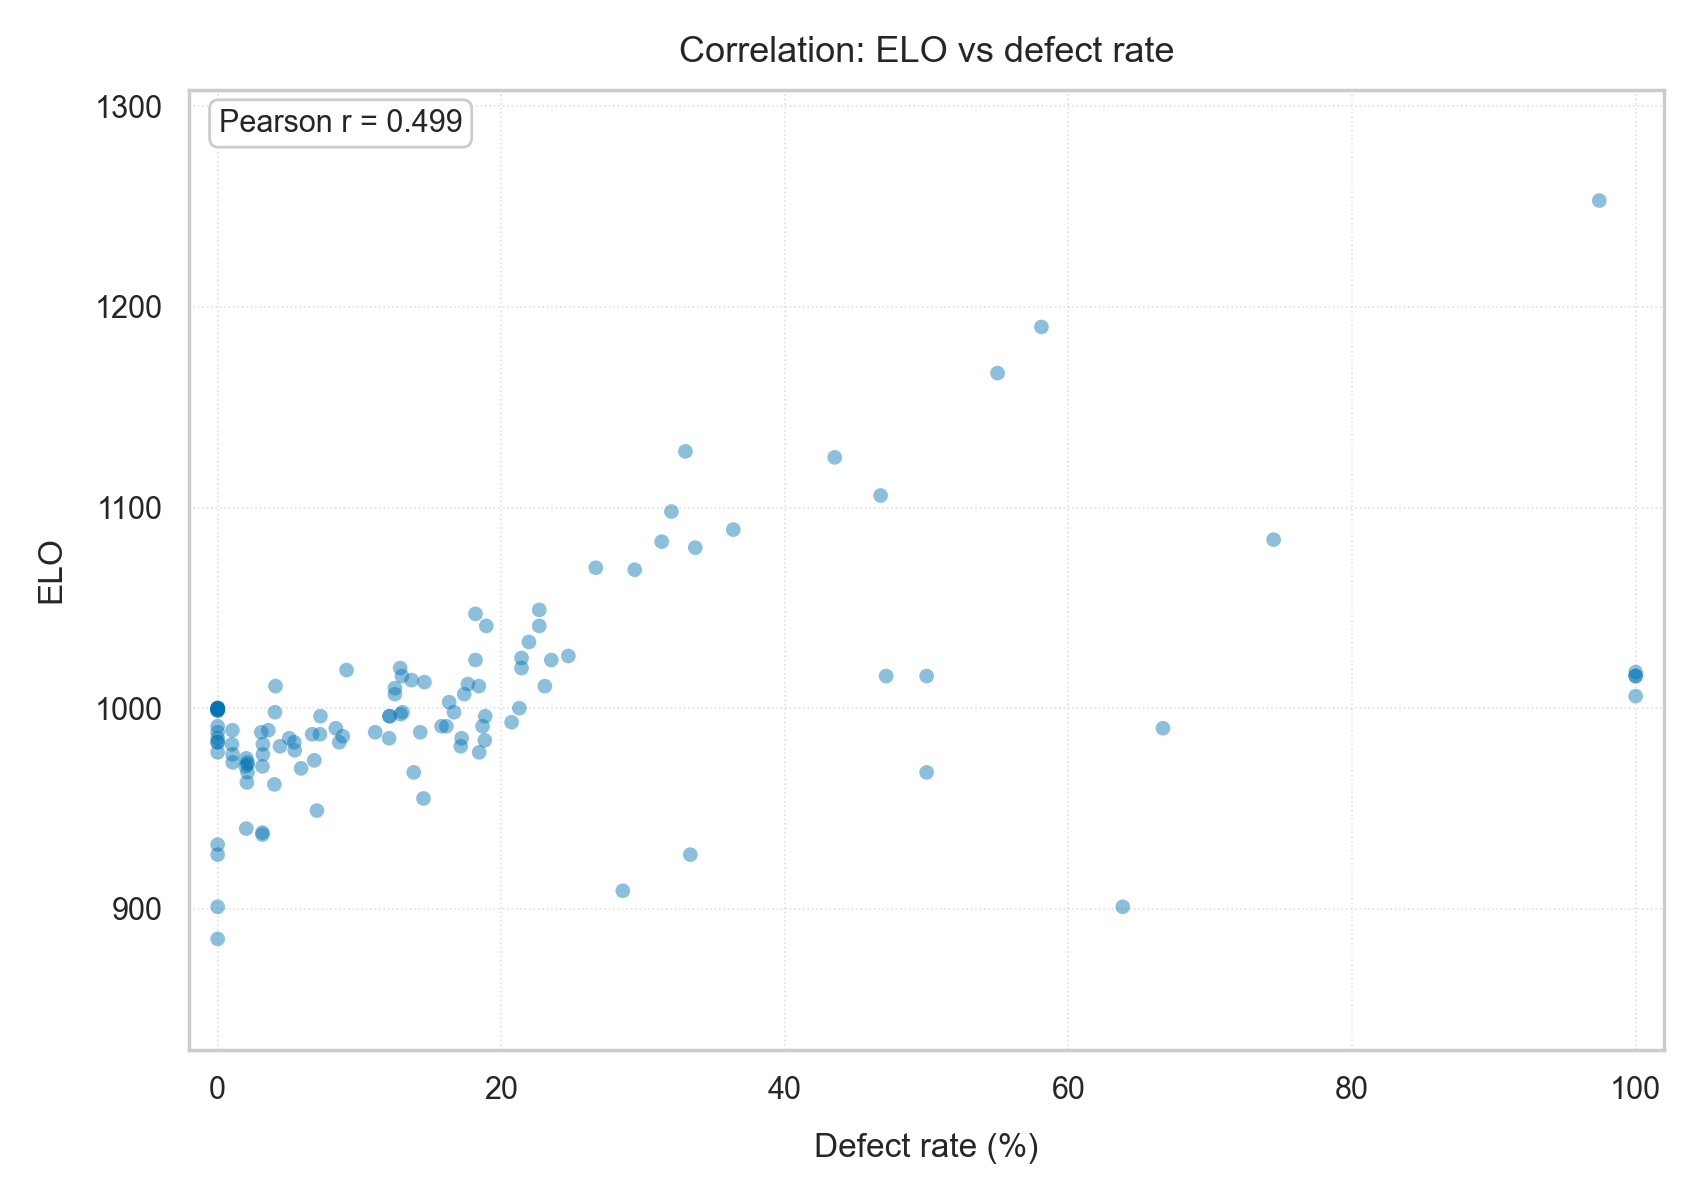 Correlation: ELO vs defect rate
Pearson r = 0.499
1300
1200
1100
1000
900
ELO
0 20 40 60 80 100
Defect rate (%)